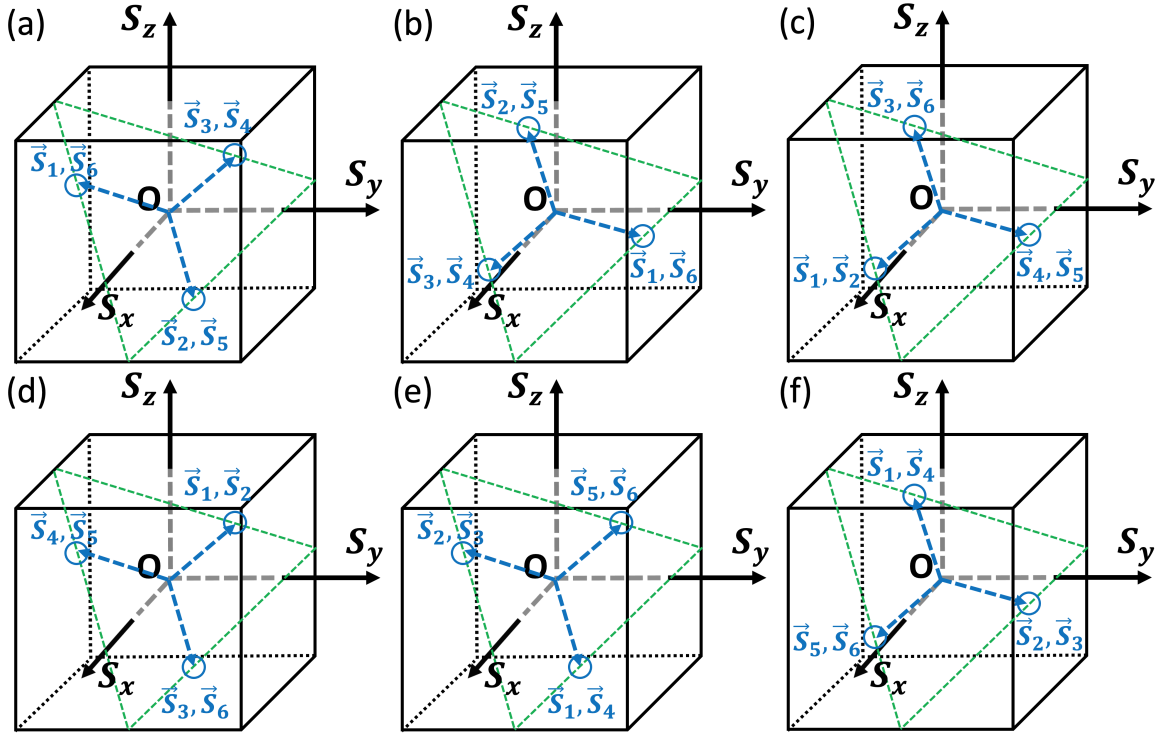 (a)
S_z
S⃗₃, S⃗₄
S⃗₁, S⃗₆
O
S_y
S_x
S⃗₂, S⃗₅
(b)
S_z
S⃗₂, S⃗₅
O
S_y
S⃗₃, S⃗₄
S⃗₁, S⃗₆
S_x
(c)
S_z
S⃗₃, S⃗₆
O
S_y
S⃗₁, S⃗₂
S⃗₄, S⃗₅
S_x
(d)
S_z
S⃗₁, S⃗₂
S⃗₄, S⃗₅
O
S_y
S_x
S⃗₃, S⃗₆
(e)
S_z
S⃗₅, S⃗₆
S⃗₂, S⃗₃
O
S_y
S_x
S⃗₁, S⃗₄
(f)
S_z
S⃗₁, S⃗₄
O
S_y
S⃗₅, S⃗₆
S⃗₂, S⃗₃
S_x